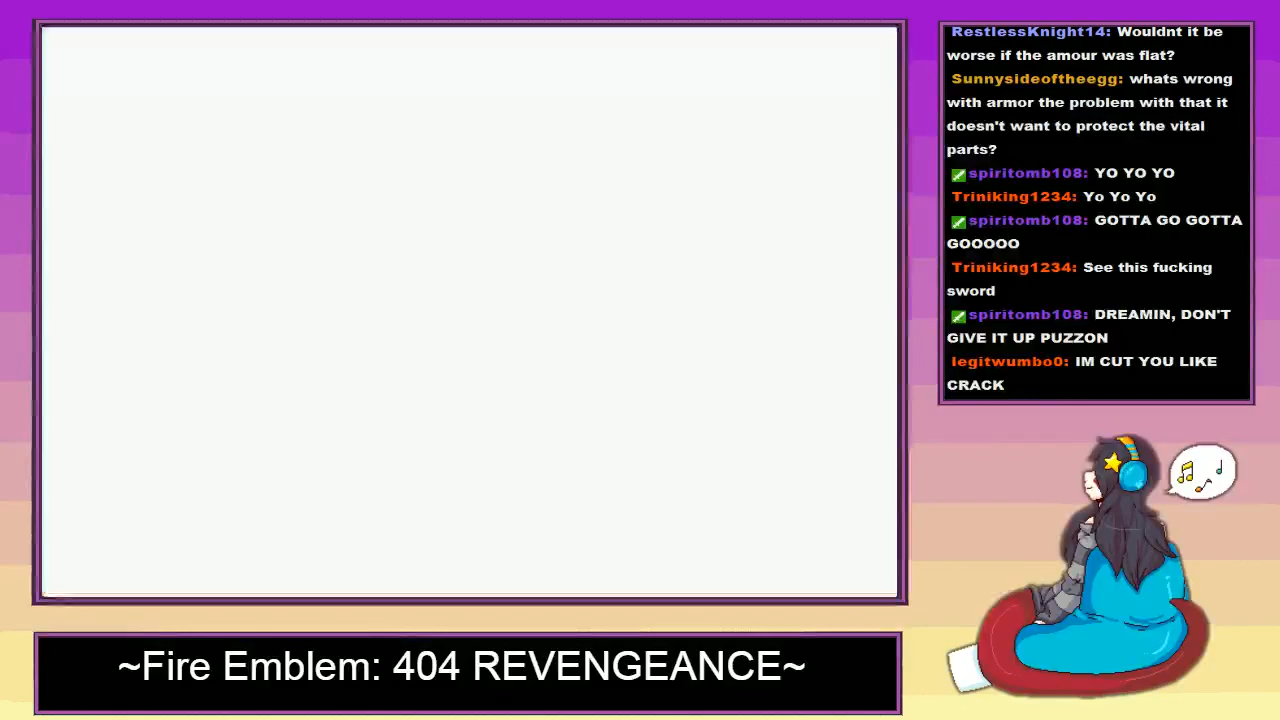 RestlessKnight14: Wouldnt it be
worse if the amour was flat?
Sunnysideoftheegg: whats wrong
with armor the problem with that it
doesn't want to protect the vital
parts?
spiritomb108: YO YO YO
Triniking1234: Yo Yo Yo
spiritomb108: GOTTA GO GOTTA
GOOOOO
Triniking1234: See this fucking
sword
spiritomb108: DREAMIN, DON'T
GIVE IT UP PUZZON
legitwumbo0: IM CUT YOU LIKE
CRACK
~Fire Emblem: 404 REVENGEANCE~